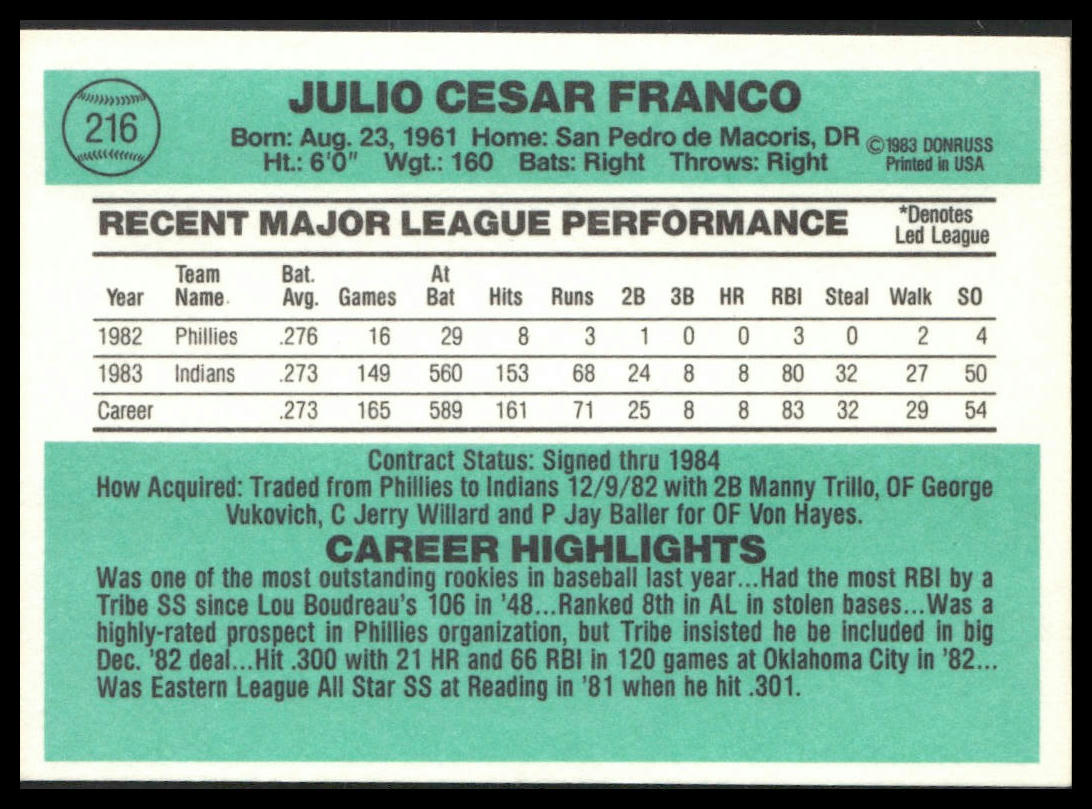 216
JULIO CESAR FRANCO
Born: Aug. 23, 1961 Home: San Pedro de Macoris, DR
Ht.: 6'0" Wgt.: 160 Bats: Right Throws: Right
©1983 DONRUSS
Printed in USA
RECENT MAJOR LEAGUE PERFORMANCE
*Denotes
Led League
Year Team Name Bat. Avg. Games At Bat Hits Runs 2B 3B HR RBI Steal Walk SO
1982 Phillies .276 16 29 8 3 1 0 0 3 0 2 4
1983 Indians .273 149 560 153 68 24 8 8 80 32 27 50
Career .273 165 589 161 71 25 8 8 83 32 29 54
Contract Status: Signed thru 1984
How Acquired: Traded from Phillies to Indians 12/9/82 with 2B Manny Trillo, OF George
Vukovich, C Jerry Willard and P Jay Baller for OF Von Hayes.
CAREER HIGHLIGHTS
Was one of the most outstanding rookies in baseball last year...Had the most RBI by a
Tribe SS since Lou Boudreau's 106 in '48...Ranked 8th in AL in stolen bases...Was a
highly-rated prospect in Phillies organization, but Tribe insisted he be included in big
Dec. '82 deal...Hit .300 with 21 HR and 66 RBI in 120 games at Oklahoma City in '82...
Was Eastern League All Star SS at Reading in '81 when he hit .301.